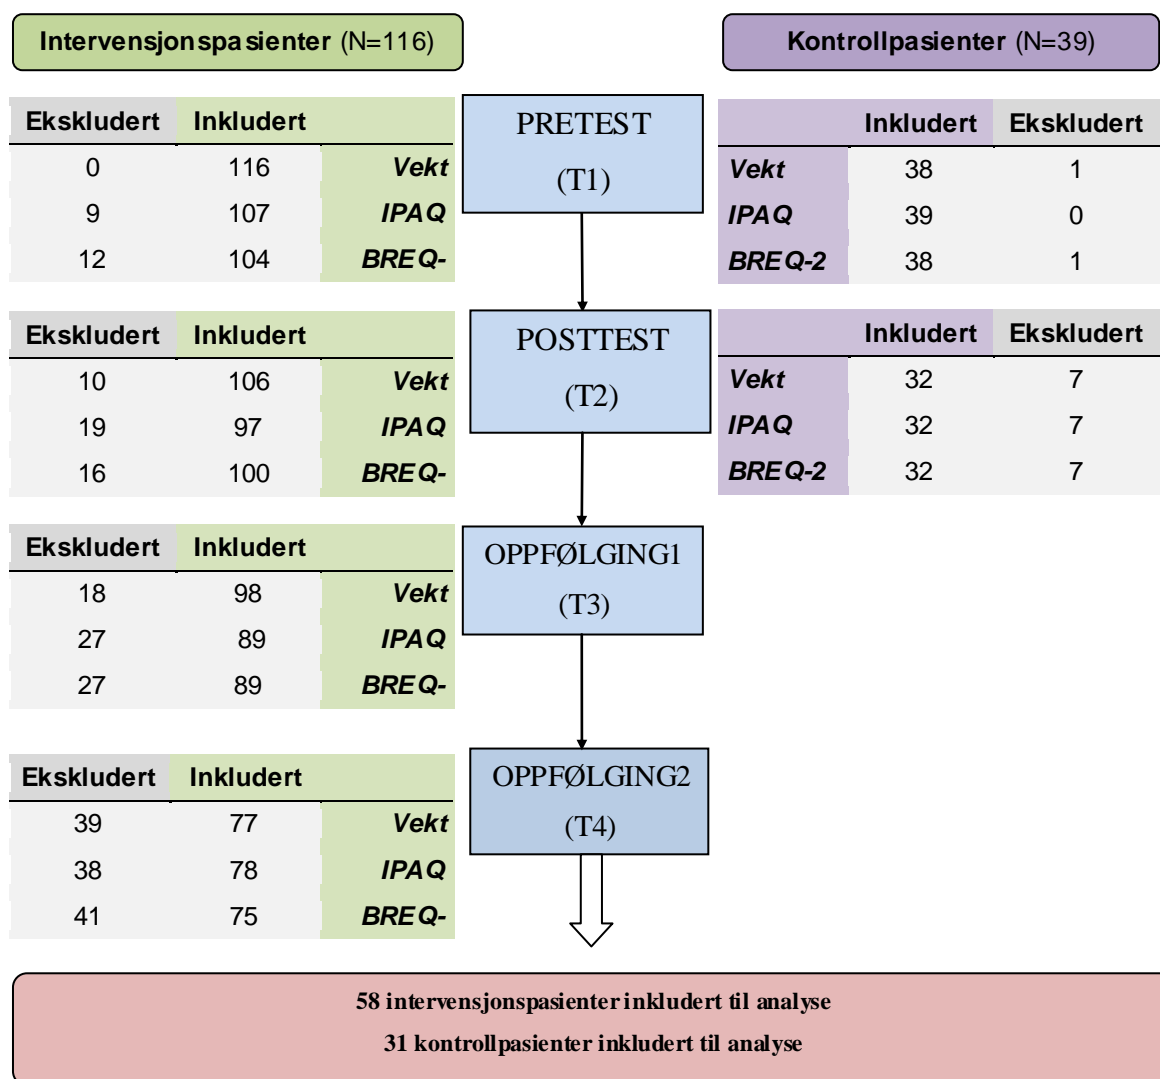 Intervensjonspasienter (N=116)
Kontrollpasienter (N=39)
Ekskludert Inkludert
0 116 Vekt
9 107 IPAQ
12 104 BREQ-
PRETEST
(T1)
Inkludert Ekskludert
Vekt 38 1
IPAQ 39 0
BREQ-2 38 1
Ekskludert Inkludert
10 106 Vekt
19 97 IPAQ
16 100 BREQ-
POSTTEST
(T2)
Inkludert Ekskludert
Vekt 32 7
IPAQ 32 7
BREQ-2 32 7
Ekskludert Inkludert
18 98 Vekt
27 89 IPAQ
27 89 BREQ-
OPPFØLGING1
(T3)
Ekskludert Inkludert
39 77 Vekt
38 78 IPAQ
41 75 BREQ-
OPPFØLGING2
(T4)
58 intervensjonspasienter inkludert til analyse
31 kontrollpasienter inkludert til analyse